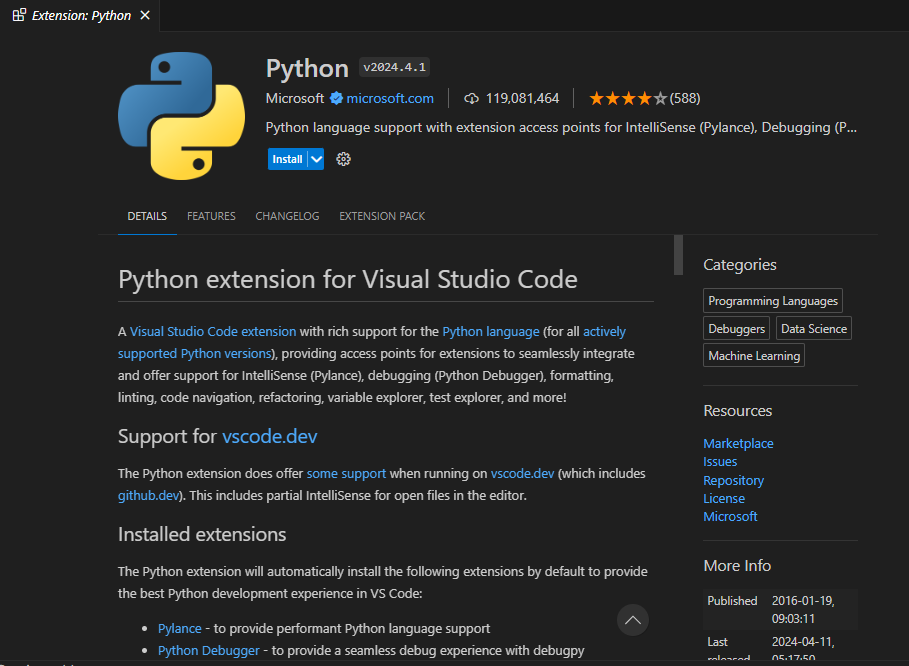 Extension: Python
Python v2024.4.1
Microsoft microsoft.com 119,081,464 (588)
Python language support with extension access points for IntelliSense (Pylance), Debugging (P...
Install
DETAILS FEATURES CHANGELOG EXTENSION PACK
Python extension for Visual Studio Code
A Visual Studio Code extension with rich support for the Python language (for all actively
supported Python versions), providing access points for extensions to seamlessly integrate
and offer support for IntelliSense (Pylance), debugging (Python Debugger), formatting,
linting, code navigation, refactoring, variable explorer, test explorer, and more!
Support for vscode.dev
The Python extension does offer some support when running on vscode.dev (which includes
github.dev). This includes partial IntelliSense for open files in the editor.
Installed extensions
The Python extension will automatically install the following extensions by default to provide
the best Python development experience in VS Code:
• Pylance - to provide performant Python language support
• Python Debugger - to provide a seamless debug experience with debugpy
Categories
Programming Languages
Debuggers Data Science
Machine Learning
Resources
Marketplace
Issues
Repository
License
Microsoft
More Info
Published 2016-01-19,
09:03:11
Last 2024-04-11,
released 05:17:50